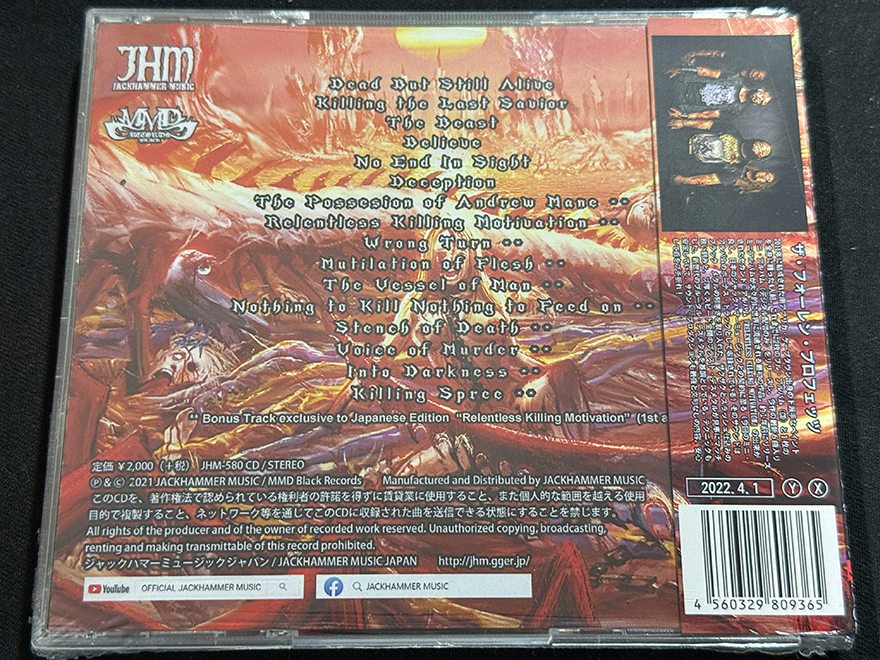 JHM
JACKHAMMER MUSIC
MMD
RECORDS
Dead But Still Alive
Killing the Last Savior
The Beast
Believe
No End In Sight
Deception
The Possesion of Andrew Mane **
Relentless Killing Motivation **
Wrong Turn **
Mutilation of Flesh **
The Vessel of Man **
Nothing to Kill Nothing to Feed on **
Stench of Death **
Voice of Murder **
Into Darkness **
Killing Spree **
** Bonus Track exclusive to Japanese Edition "Relentless Killing Motivation" (1st a
定価 ¥2,000(+税) JHM-580 CD / STEREO
Ⓟ & © 2021 JACKHAMMER MUSIC / MMD Black Records Manufactured and Distributed by JACKHAMMER MUSIC
このCDを、著作権法で認められている権利者の許諾を得ずに賃貸業に使用すること、また個人的な範囲を越える使用
目的で複製すること、ネットワーク等を通じてこのCDに収録された曲を送信できる状態にすることを禁じます。
All rights of the producer and of the owner of recorded work reserved. Unauthorized copying, broadcasting,
renting and making transmittable of this record prohibited.
ジャックハマーミュージックジャパン / JACKHAMMER MUSIC JAPAN http://jhm.gger.jp/
YouTube OFFICIAL JACKHAMMER MUSIC
f JACKHAMMER MUSIC
ザ・フォーレン・プロフェッツ
2022. 4. 1 Ⓨ Ⓧ
4 560329 809365